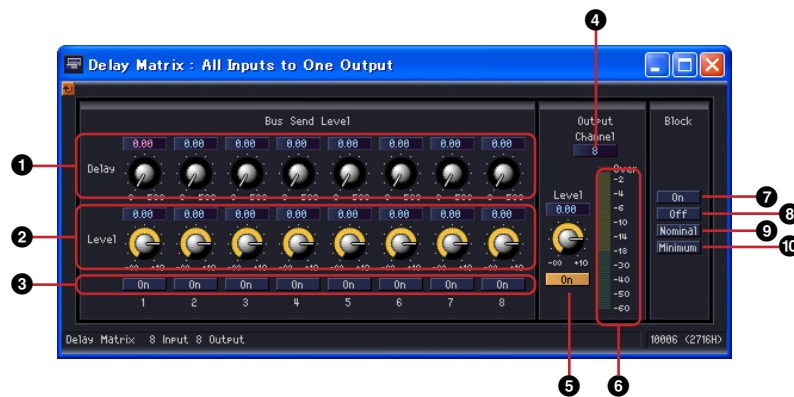 4
Delay Matrix : All Inputs to One Output
Bus Send Level
Output
Block
Channel
8
1
0.00 0.00 0.00 0.00 0.00 0.00 0.00 0.00
Delay
0 500 0 500 0 500 0 500 0 500 0 500 0 500 0 500
2
0.00 0.00 0.00 0.00 0.00 0.00 0.00 0.00
Level
-∞ +10 -∞ +10 -∞ +10 -∞ +10 -∞ +10 -∞ +10 -∞ +10 -∞ +10
3
On On On On On On On On
1 2 3 4 5 6 7 8
Level
0.00
-∞ +10
On
Over
-2
-4
-6
-10
-14
-18
-30
-40
-50
-60
On
Off
Nominal
Minimum
7
8
9
10
Delay Matrix 8 Input 8 Output
10006 (2716H)
5
6